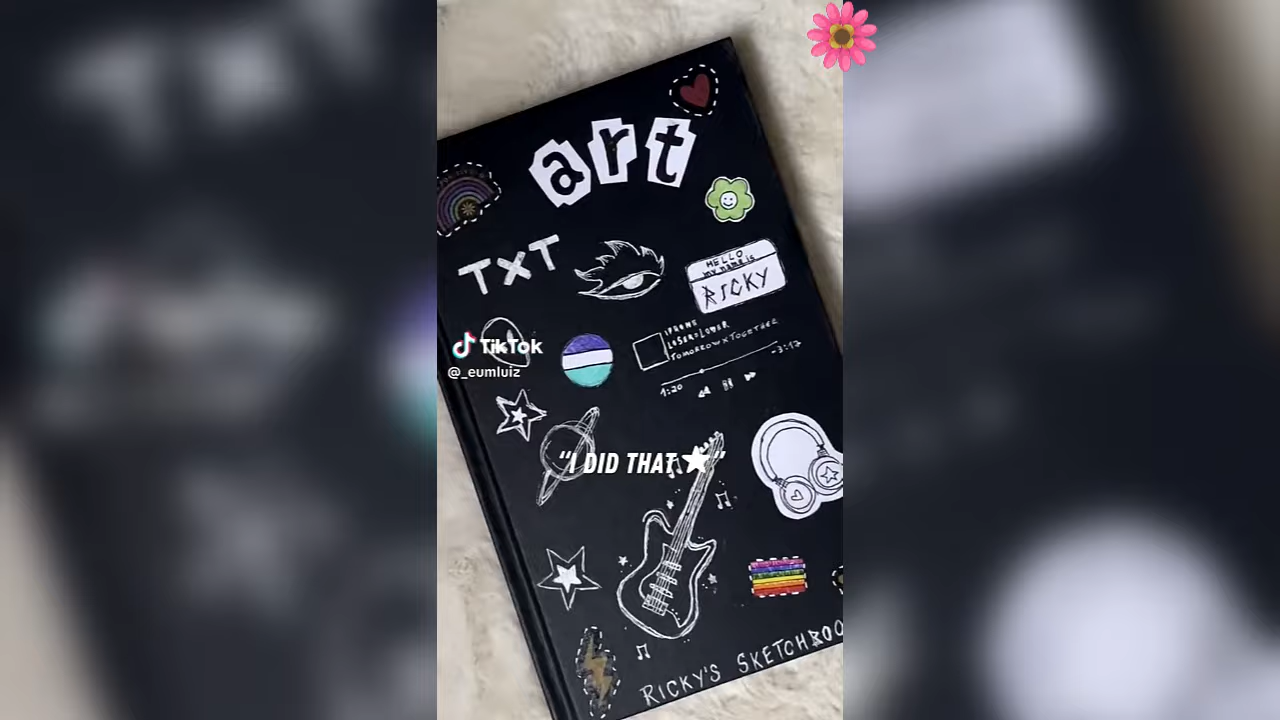 art
TXT
HELLO
my name is
RICKY
IPHONE
LOSER=LOVER
TOMORROW X TOGETHER
1:20
-3:17
TikTok
@_eumluiz
"I DID THAT ★"
RICKY'S SKETCHBOO